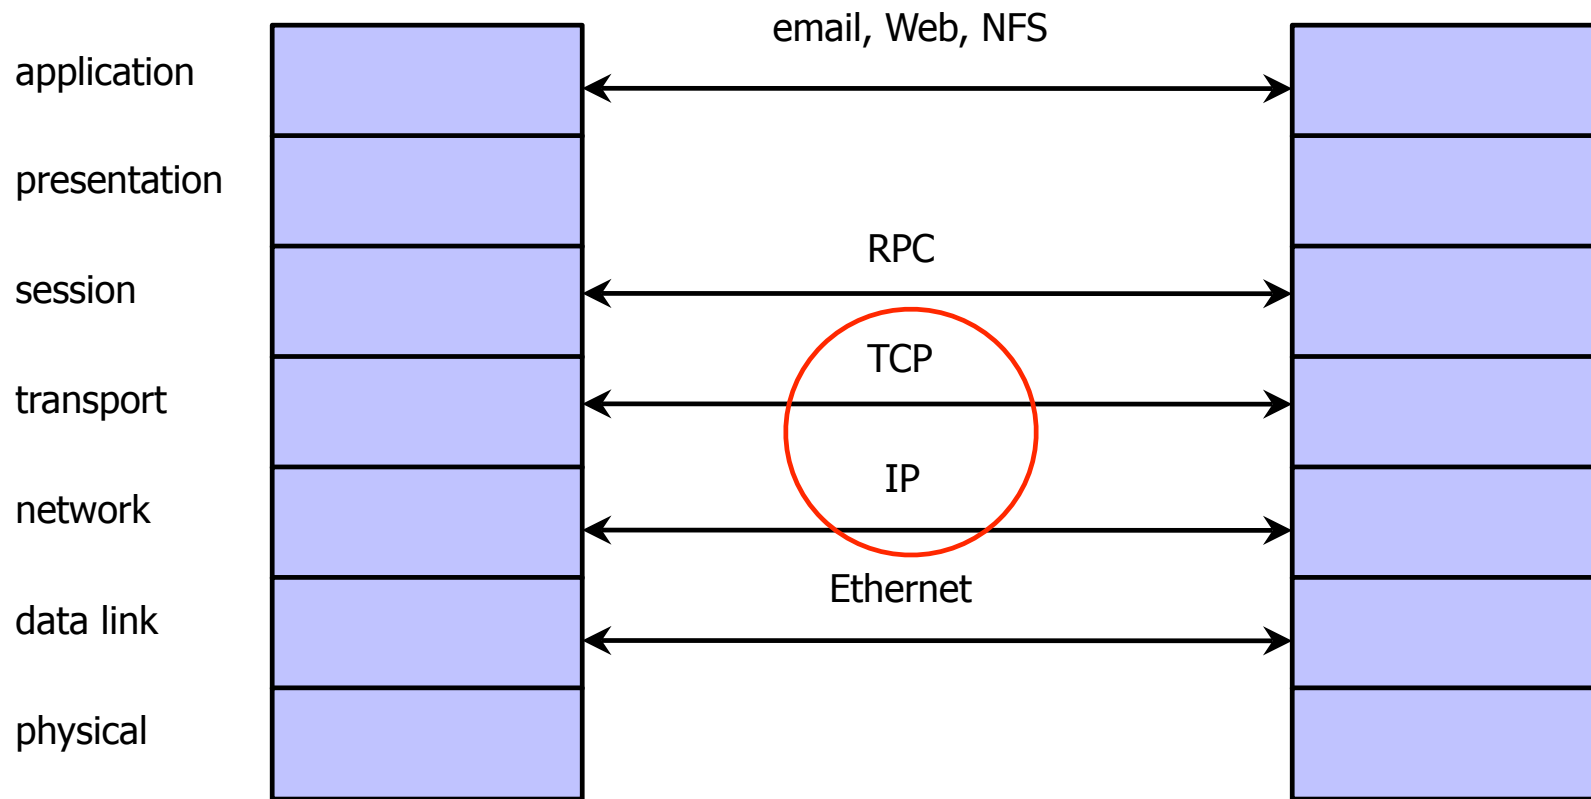 email, Web, NFS
application
presentation
RPC
session
TCP
transport
IP
network
Ethernet
data link
physical